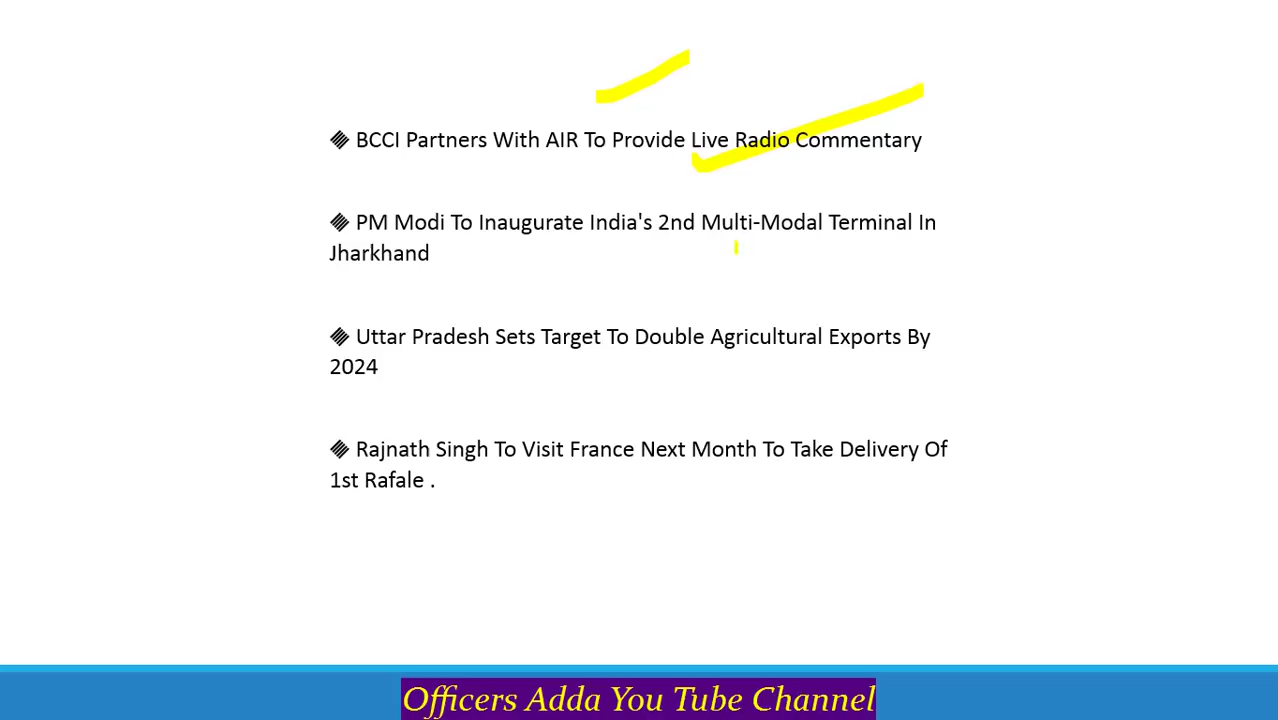 BCCI Partners With AIR To Provide Live Radio Commentary
PM Modi To Inaugurate India's 2nd Multi-Modal Terminal In
Jharkhand
Uttar Pradesh Sets Target To Double Agricultural Exports By
2024
Rajnath Singh To Visit France Next Month To Take Delivery Of
1st Rafale .
Officers Adda You Tube Channel